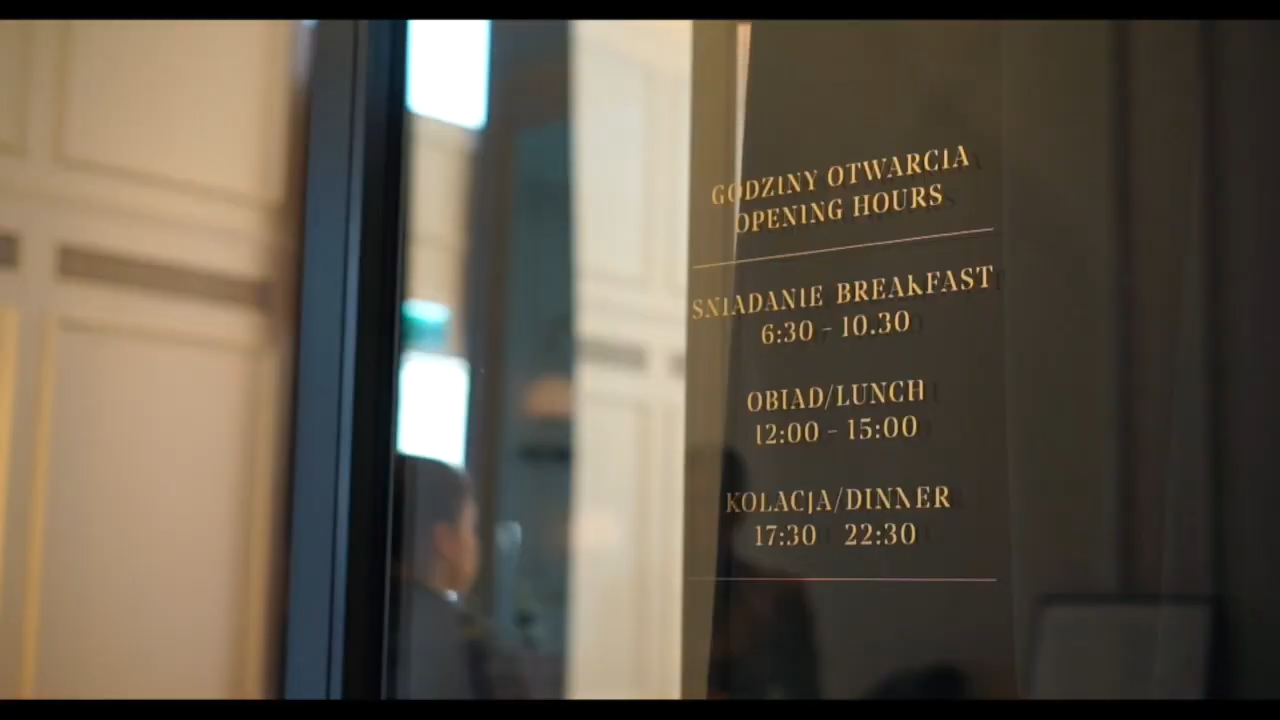 GODZINY OTWARCIA
OPENING HOURS
SNIADANIE BREAKFAST
6:30 - 10.30
OBIAD/LUNCH
12:00 - 15:00
KOLACJA/DINNER
17:30 22:30